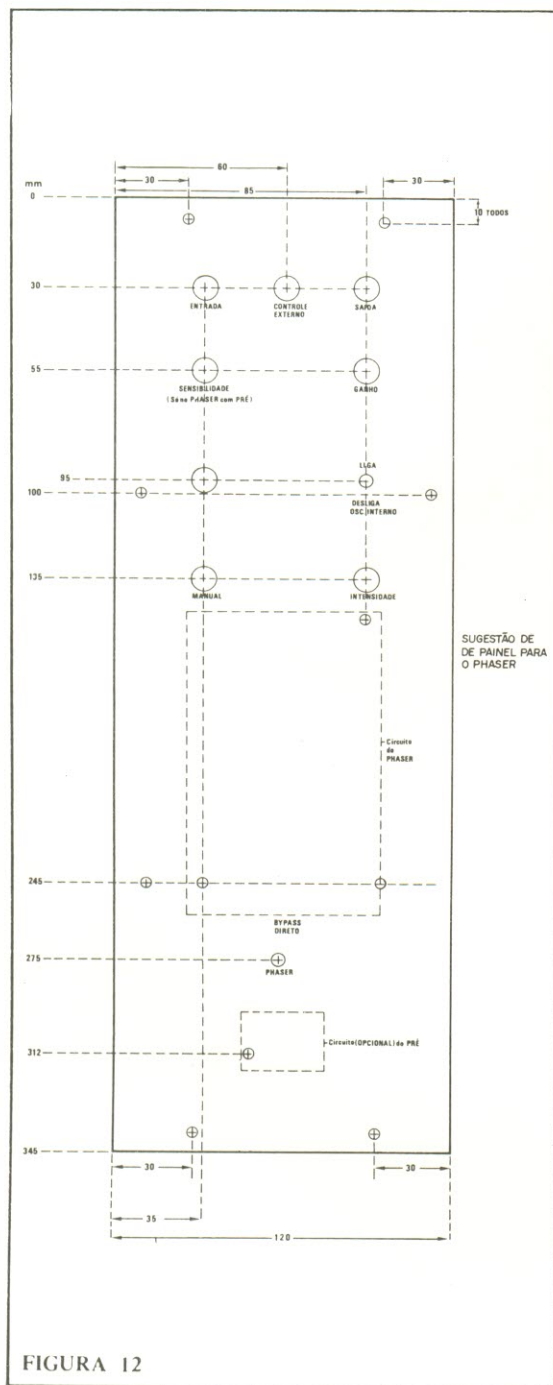 60
30
30
85
mm
0
10 TODOS
30
ENTRADA
CONTROLE
EXTERNO
SAIDA
55
SENSIBILIDADE
(Só no PHASER com PRÉ)
GANHO
95
LIGA
100
DESLIGA
OSC.INTERNO
135
MANUAL
INTENSIDADE
SUGESTÃO DE
DE PAINEL PARA
O PHASER
Circuito
do
PHASER
245
BYPASS
DIRETO
275
PHASER
Circuito(OPCIONAL)do PRÉ
312
345
30
30
35
120
FIGURA 12